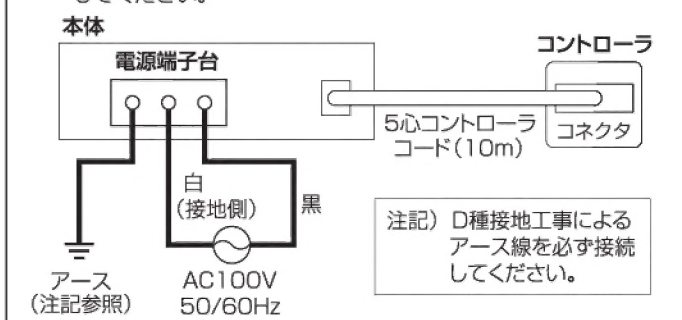 してください。
本体
電源端子台
コントローラ
5心コントローラ
コード(10m)
コネクタ
白
(接地側)
黒
アース
(注記参照)
AC100V
50/60Hz
注記) D種接地工事による
アース線を必ず接続
してください。